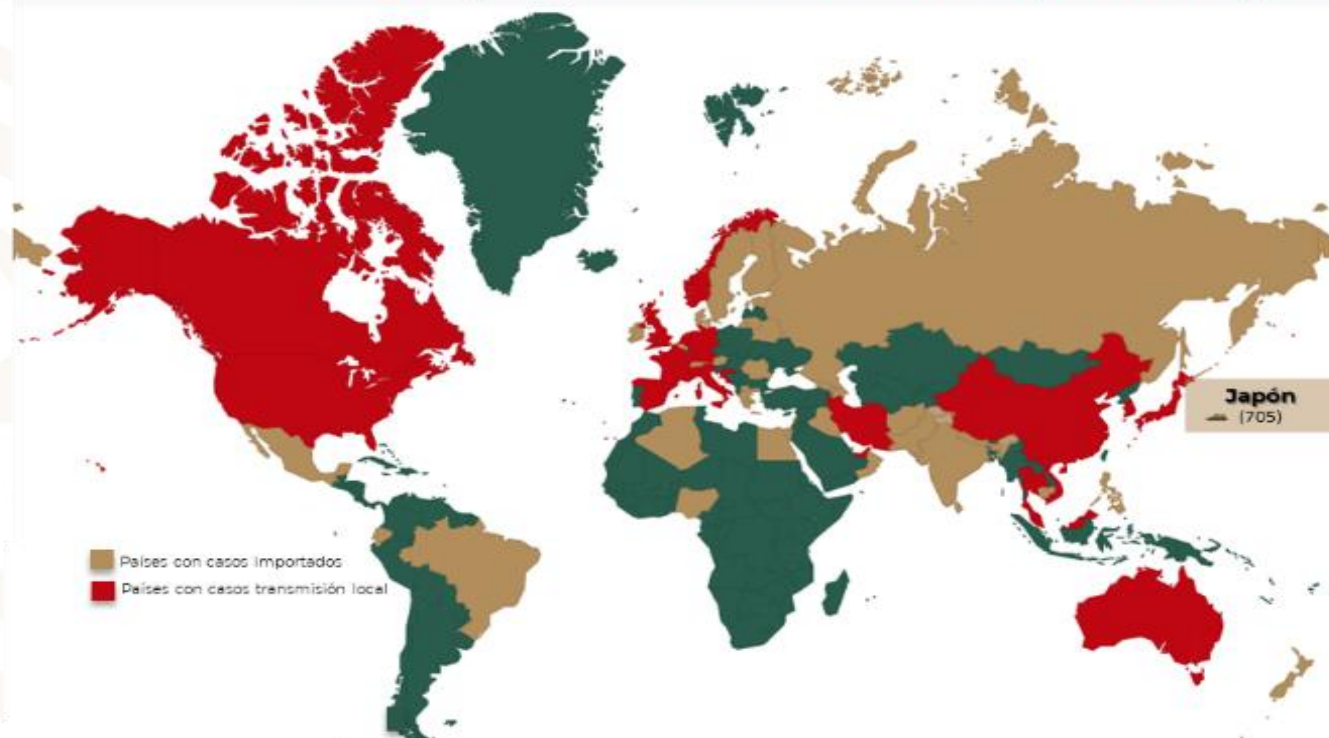 Japón
(705)
Países con casos importados
Países con casos transmisión local